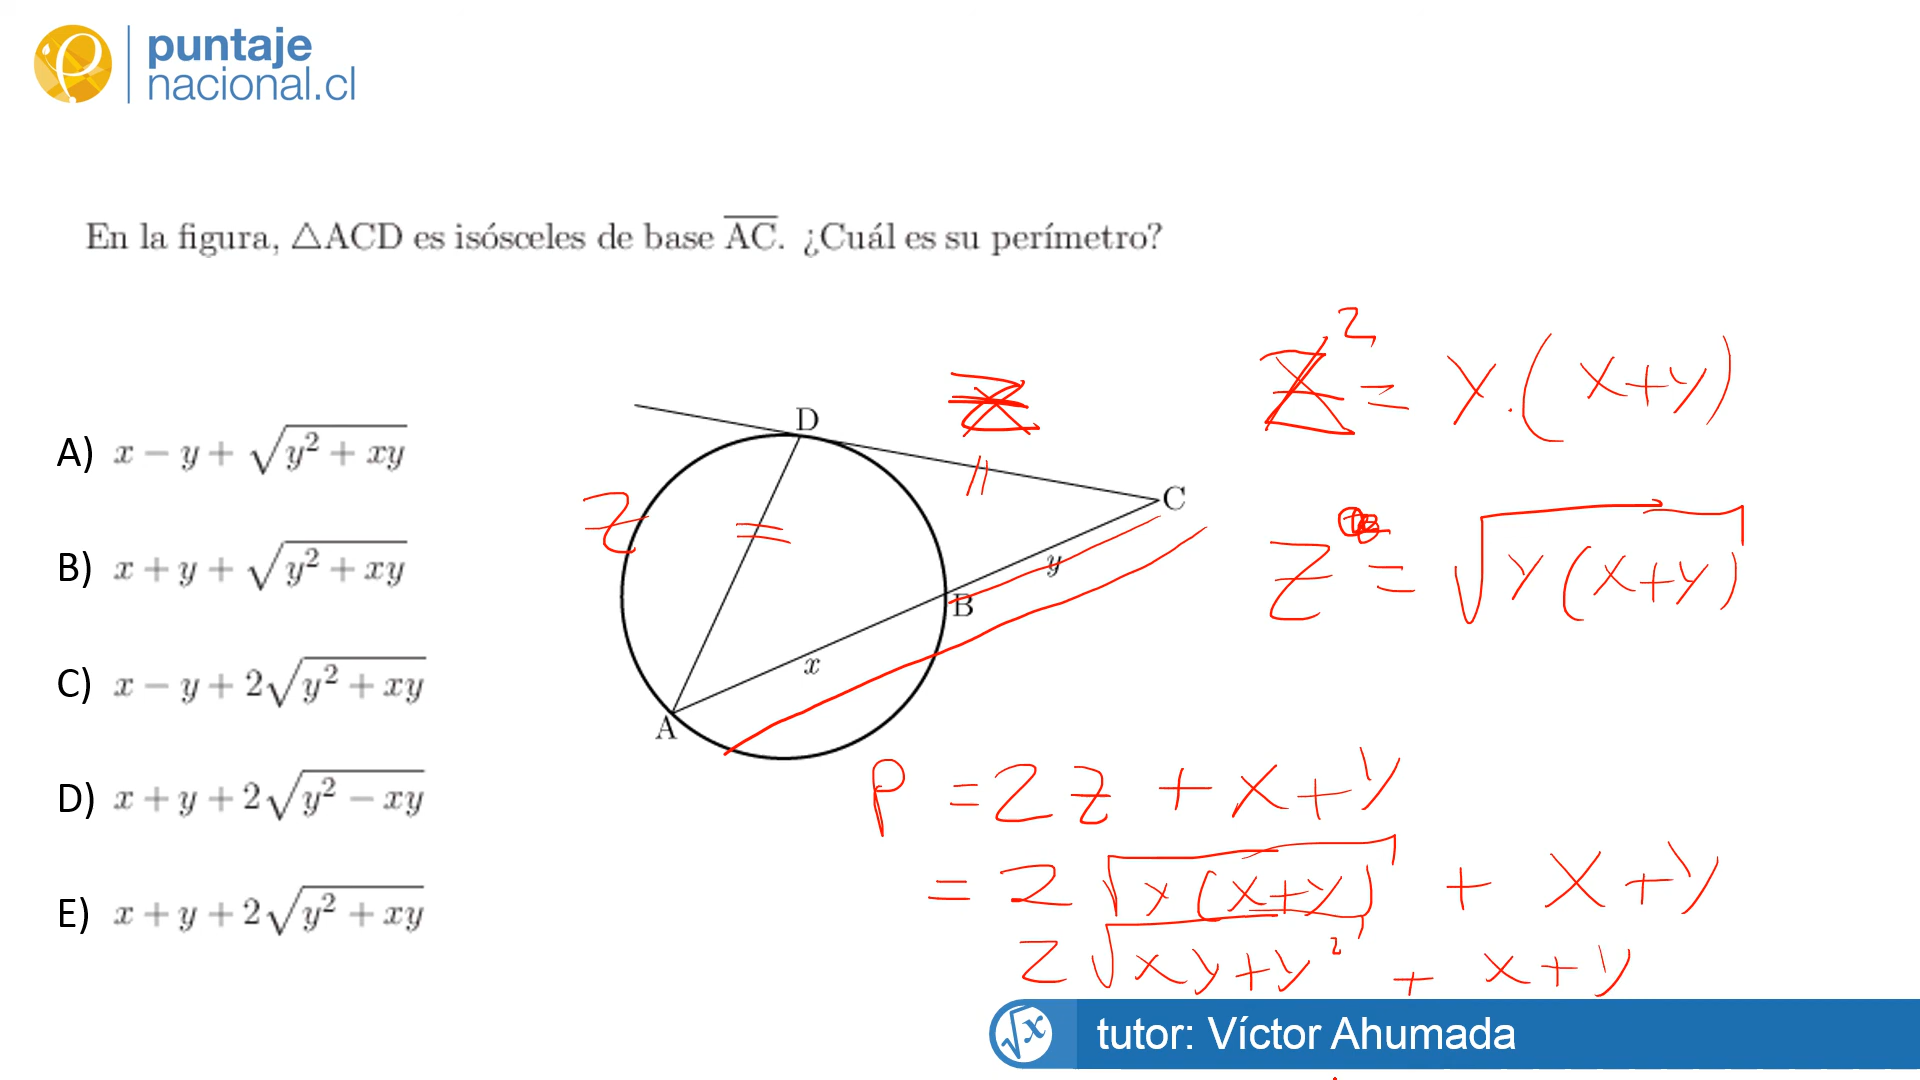 puntaje
nacional.cl
En la figura, △ACD es isósceles de base A̅C̅. ¿Cuál es su perímetro?
A) x − y + √(y² + xy)
B) x + y + √(y² + xy)
C) x − y + 2√(y² + xy)
D) x + y + 2√(y² − xy)
E) x + y + 2√(y² + xy)
D
C
B
A
x
y
z
z
z² = y·(x+y)
z = √(y(x+y))
P = 2z + x+y
= 2√(y(x+y)) + x+y
2√(xy+y²) + x+y
√x
tutor: Víctor Ahumada